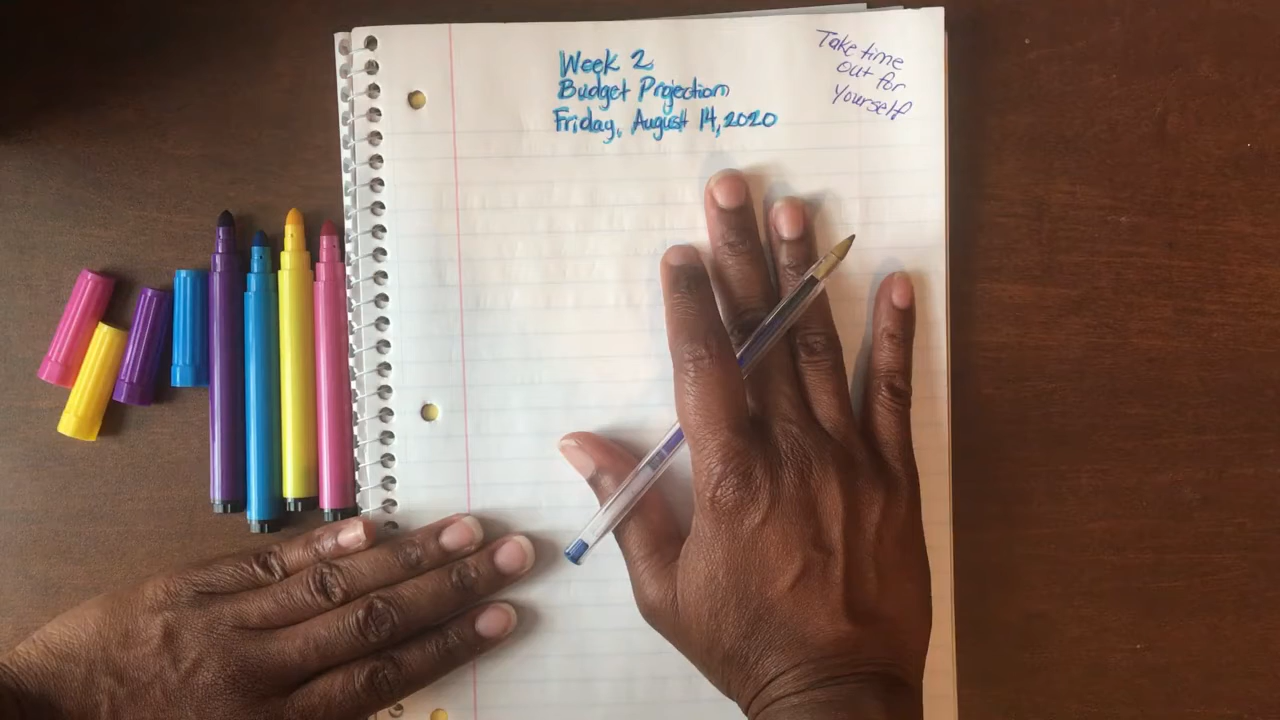 Week 2
Budget Projection
Friday, August 14, 2020
Take time
out for
Yourself